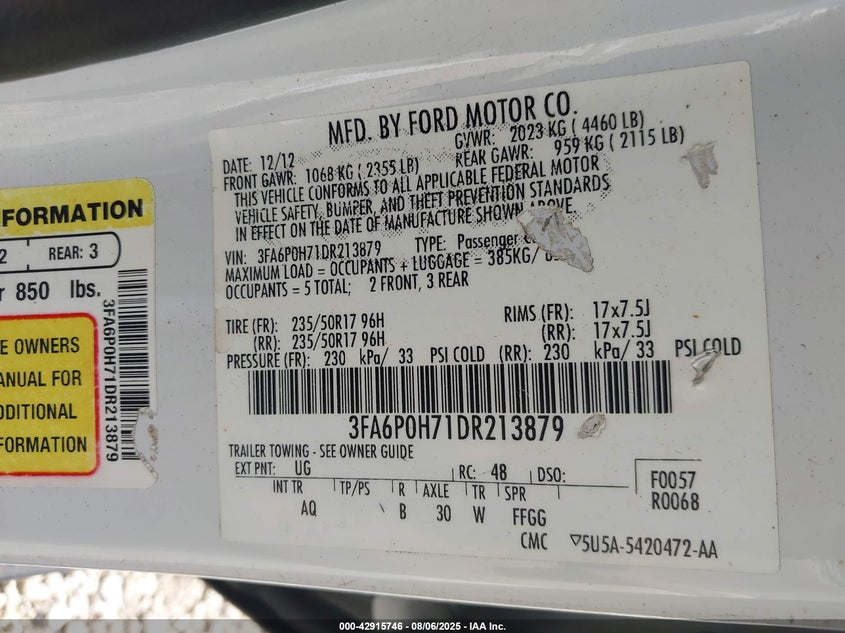 MFD. BY FORD MOTOR CO.
DATE: 12/12
GVWR: 2023 KG ( 4460 LB)
FRONT GAWR: 1068 KG ( 2355 LB)
REAR GAWR: 959 KG ( 2115 LB)
THIS VEHICLE CONFORMS TO ALL APPLICABLE FEDERAL MOTOR
VEHICLE SAFETY, BUMPER, AND THEFT PREVENTION STANDARDS
IN EFFECT ON THE DATE OF MANUFACTURE SHOWN ABOVE.
VIN: 3FA6P0H71DR213879 TYPE: Passenger
MAXIMUM LOAD = OCCUPANTS + LUGGAGE = 385KG/
OCCUPANTS = 5 TOTAL; 2 FRONT, 3 REAR
TIRE (FR): 235/50R17 96H RIMS (FR): 17x7.5J
(RR): 235/50R17 96H (RR): 17x7.5J
PRESSURE (FR): 230 kPa/ 33 PSI COLD (RR): 230 kPa/ 33 PSI COLD
3FA6P0H71DR213879
TRAILER TOWING - SEE OWNER GUIDE
EXT PNT: UG RC: 48 DSO:
F0057
R0068
INT TR TP/PS R AXLE TR SPR
AQ B 30 W FFGG
CMC ▽5U5A-5420472-AA
FORMATION
2 REAR: 3
850 lbs.
E OWNERS
ANUAL FOR
DDITIONAL
FORMATION
3FA6P0H71DR213879
000-42915746 - 08/06/2025 - IAA Inc.